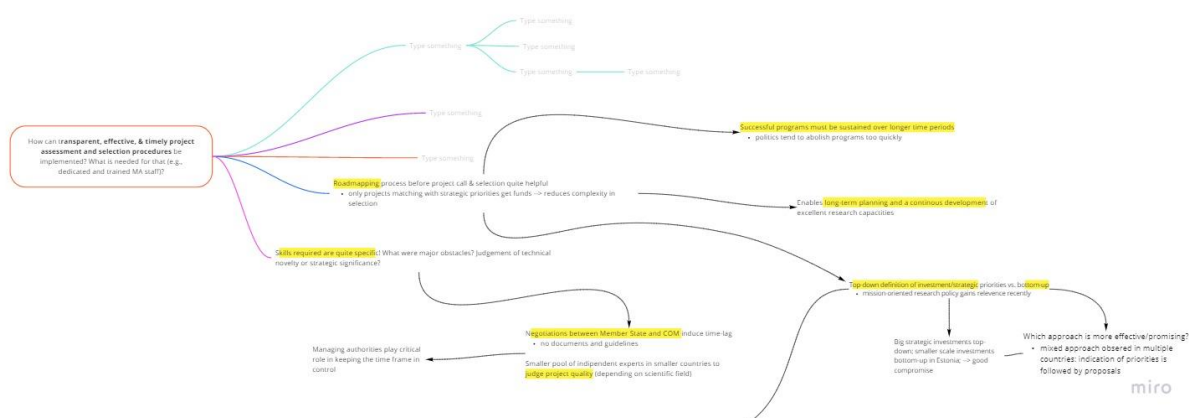 Type something
Type something
Type something
Type something
Type something
Type something
Type something
How can transparent, effective, & timely project
assessment and selection procedures be
implemented? What is needed for that (e.g.,
dedicated and trained MA staff)?
Successful programs must be sustained over longer time periods
• politics tend to abolish programs too quickly
Roadmapping process before project call & selection quite helpful
• only projects matching with strategic priorities get funds --> reduces complexity in
selection
Enables long-term planning and a continous development of
excellent research capacities
Skills required are quite specific! What were major obstacles? Judgement of technical
novelty or strategic significance?
Top-down definition of investment/strategic priorities vs. bottom-up
• mission-oriented research policy gains relevence recently
Negotiations between Member State and COM induce time-lag
• no documents and guidelines
Smaller pool of indipendent experts in smaller countries to
judge project quality (depending on scientific field)
Managing authorities play critical
role in keeping the time frame in
control
Big strategic investments top-
down; smaller scale investments
bottom-up in Estonia; --> good
compromise
Which approach is more effective/promising?
• mixed approach obsered in multiple
countries: indication of priorities is
followed by proposals
miro